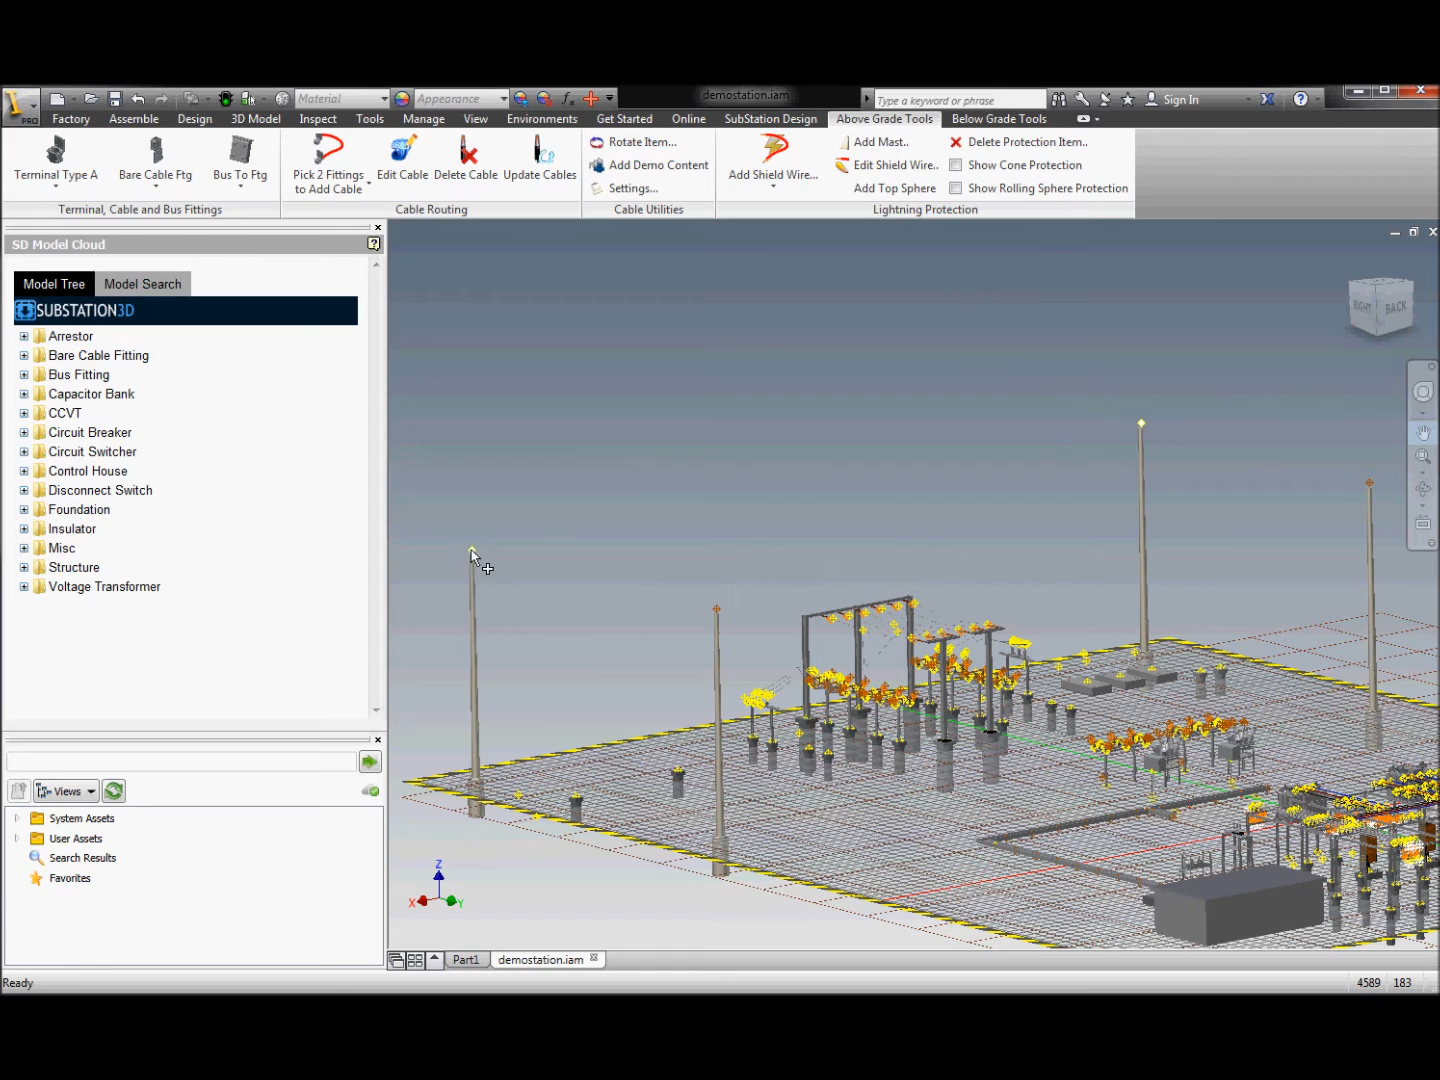 demostation.iam
Material
Appearance
Type a keyword or phrase
Sign In
PRO
Factory Assemble Design 3D Model Inspect Tools Manage View Environments Get Started Online SubStation Design Above Grade Tools Below Grade Tools
Terminal Type A
Bare Cable Ftg
Bus To Ftg
Pick 2 Fittings
to Add Cable
Edit Cable
Delete Cable
Update Cables
Rotate Item...
Add Demo Content
Settings...
Add Shield Wire...
Add Mast..
Edit Shield Wire..
Add Top Sphere
Delete Protection Item..
Show Cone Protection
Show Rolling Sphere Protection
Terminal, Cable and Bus Fittings
Cable Routing
Cable Utilities
Lightning Protection
SD Model Cloud
Model Tree
Model Search
SUBSTATION3D
Arrestor
Bare Cable Fitting
Bus Fitting
Capacitor Bank
CCVT
Circuit Breaker
Circuit Switcher
Control House
Disconnect Switch
Foundation
Insulator
Misc
Structure
Voltage Transformer
RIGHT
BACK
Views
System Assets
User Assets
Search Results
Favorites
Z
X
Y
Part1
demostation.iam
Ready
4589
183